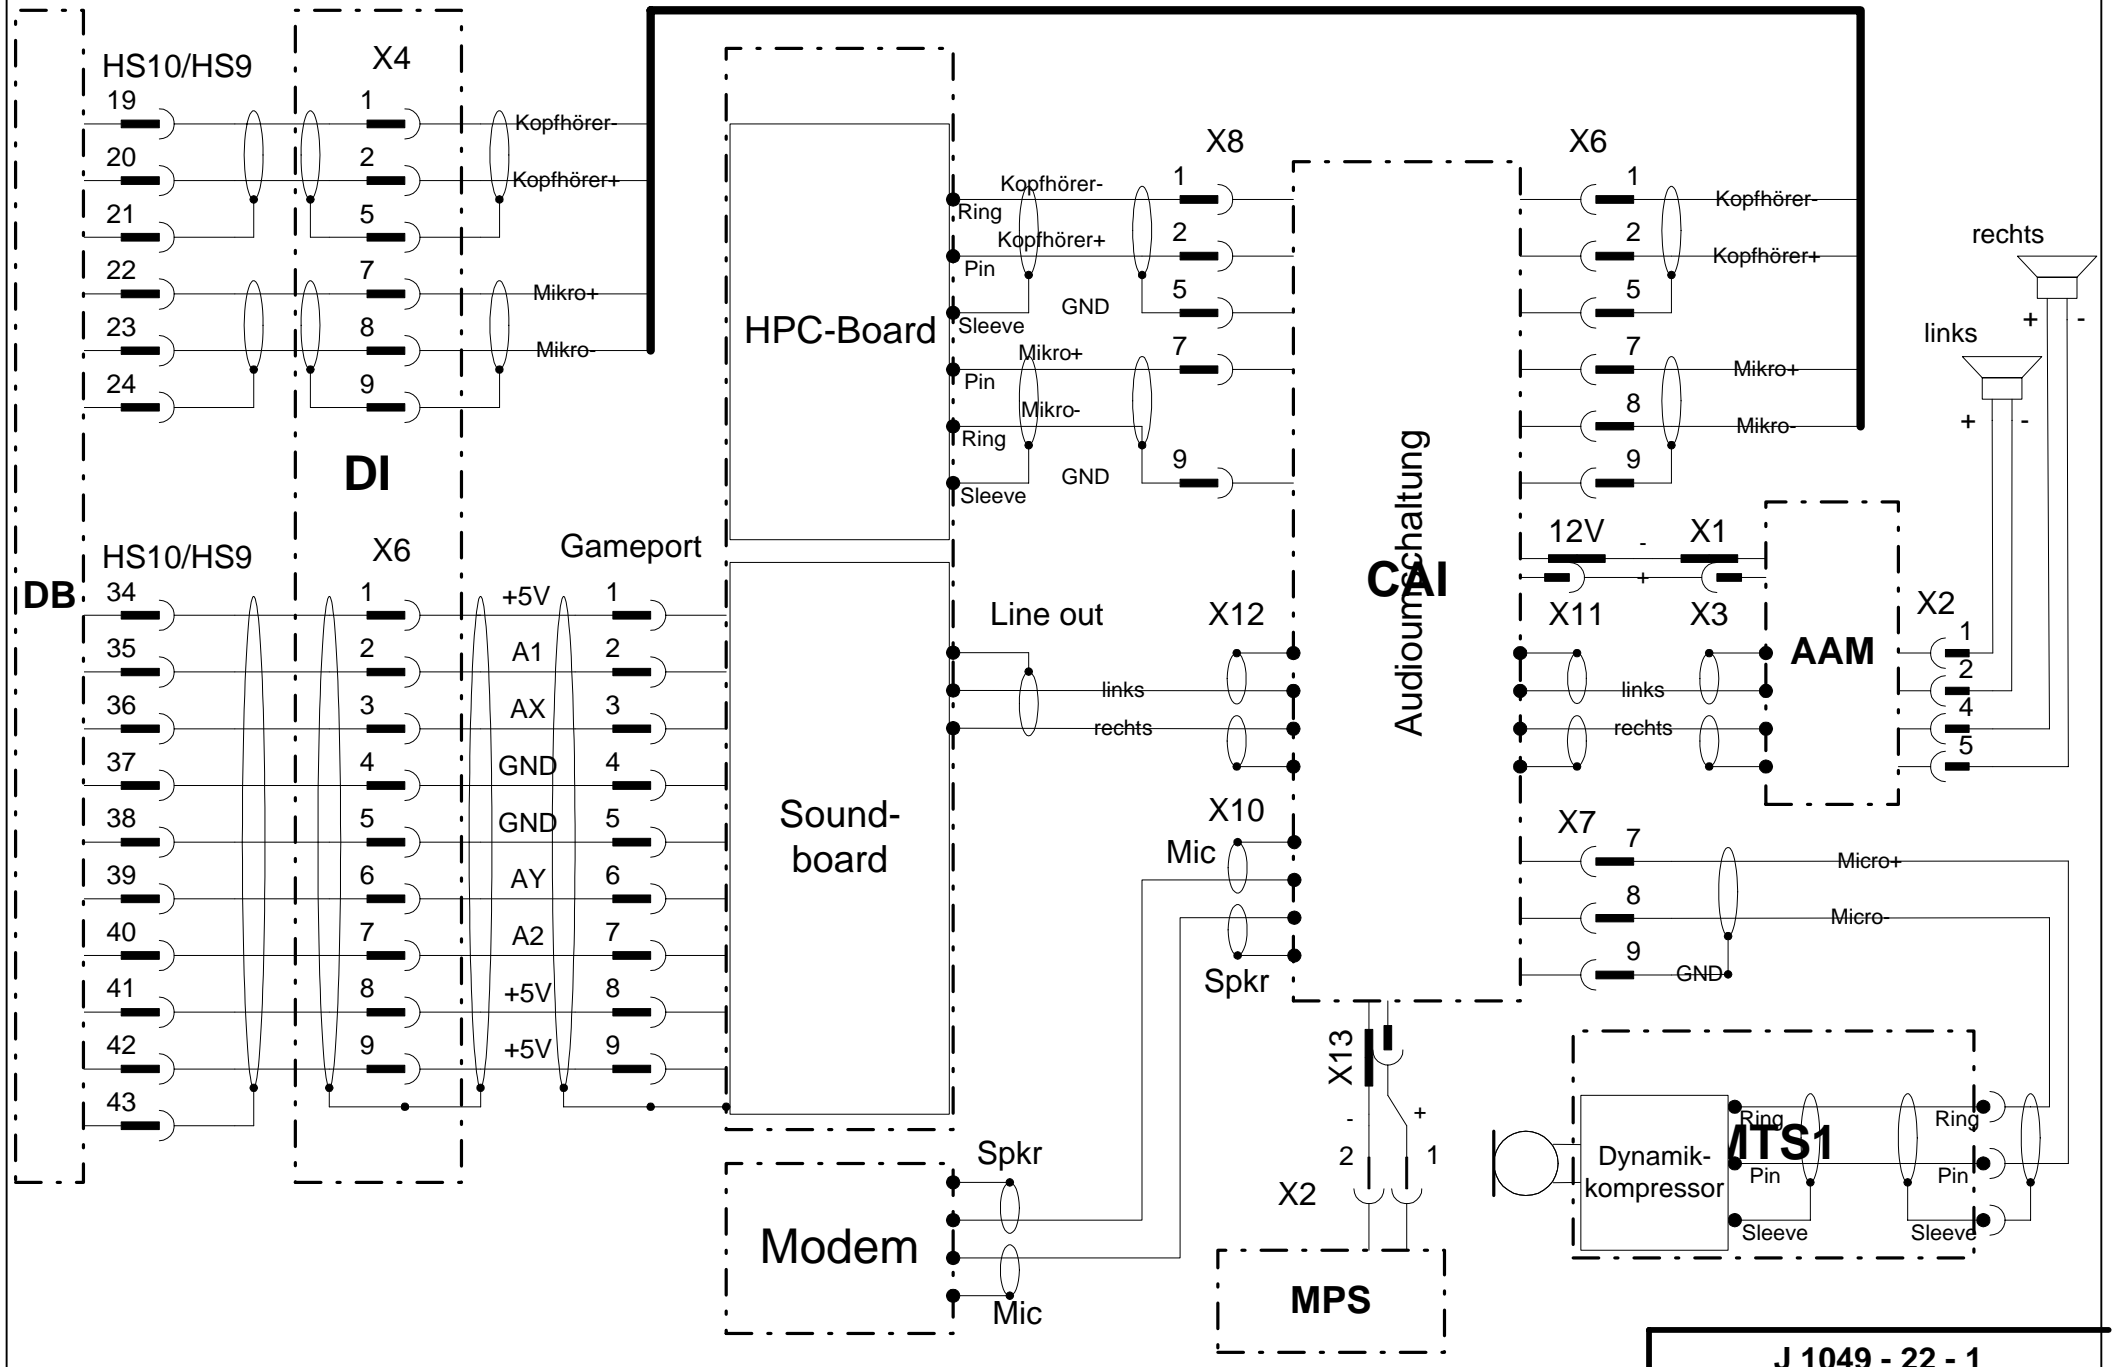 HS10/HS9
X4
19
1
Kopfhörer-
20
2
Kopfhörer+
21
5
22
7
Mikro+
23
8
Mikro-
24
9
DI
DB
HS10/HS9
X6
Gameport
34
1
+5V
1
35
2
A1
2
36
3
AX
3
37
4
GND
4
38
5
GND
5
39
6
AY
6
40
7
A2
7
41
8
+5V
8
42
9
+5V
9
43
HPC-Board
X8
Kopfhörer-
1
Ring
Kopfhörer+
2
Pin
GND
5
Sleeve
Mikro+
7
Pin
Mikro-
Ring
GND
9
Sleeve
Sound-
board
Line out
X12
links
rechts
X10
Mic
Spkr
Modem
Spkr
Mic
CAI
Audioumschaltung
X6
1
Kopfhörer-
2
Kopfhörer+
5
7
Mikro+
8
Mikro-
9
rechts
+ -
links
+ -
12V
-
X1
+
X11
X3
links
rechts
AAM
X2
1
2
4
5
X7
7
Micro+
8
Micro-
9
GND
X13
-
+
2
1
X2
MPS
MTS1
Dynamik-
kompressor
Ring
Pin
Sleeve
Ring
Pin
Sleeve
J 1049 - 22 - 1